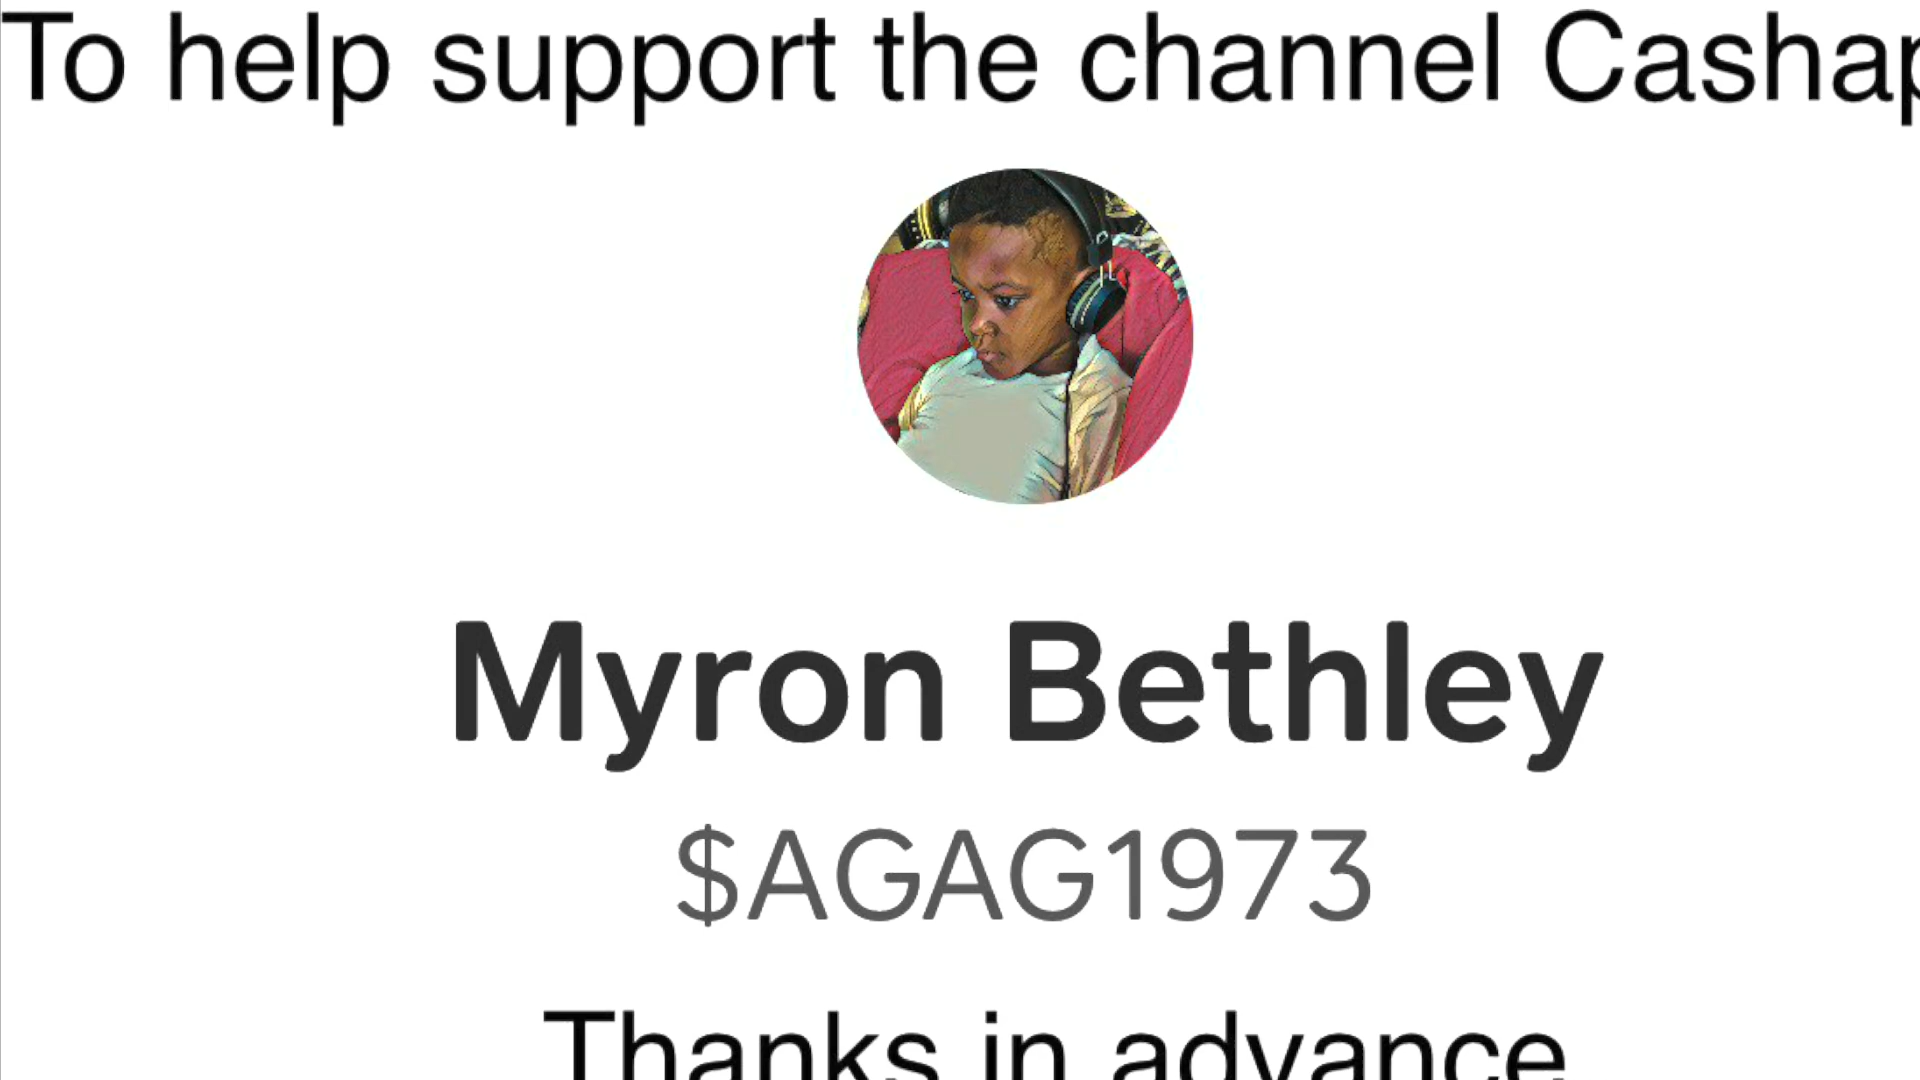 To help support the channel Cashap
Myron Bethley
$AGAG1973
Thanks in advance